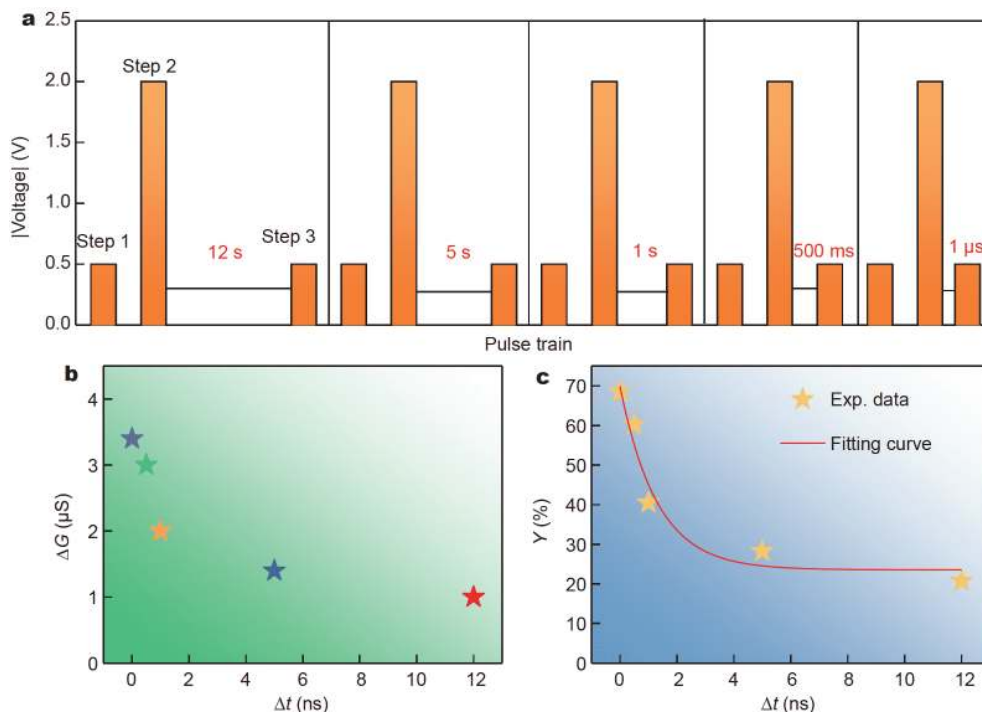 a
|Voltage| (V)
2.5
2.0
1.5
1.0
0.5
0.0
Step 1
Step 2
Step 3
12 s
5 s
1 s
500 ms
1 µs
Pulse train
b
ΔG (µS)
4
3
2
1
0
0 2 4 6 8 10 12
Δt (ns)
c
Y (%)
70
60
50
40
30
20
10
0
Exp. data
Fitting curve
0 2 4 6 8 10 12
Δt (ns)